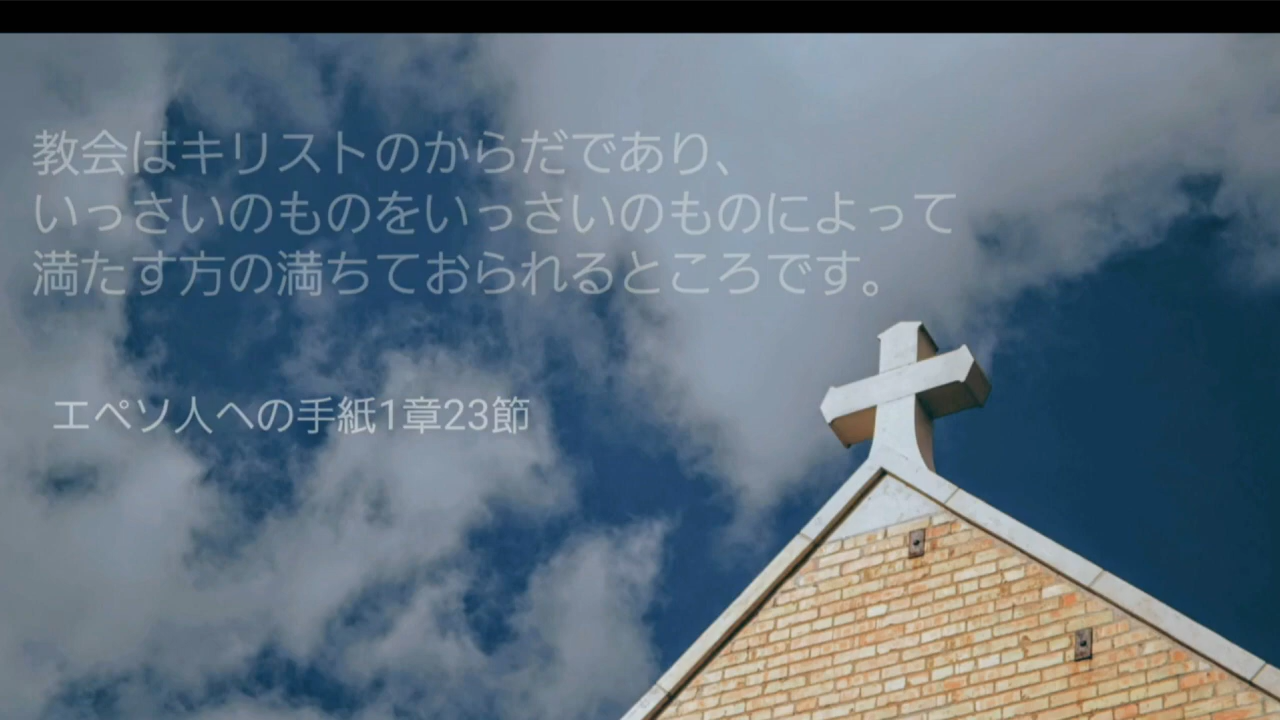 教会はキリストのからだであり、
いっさいのものをいっさいのものによって
満たす方の満ちておられるところです。
エペソ人への手紙1章23節